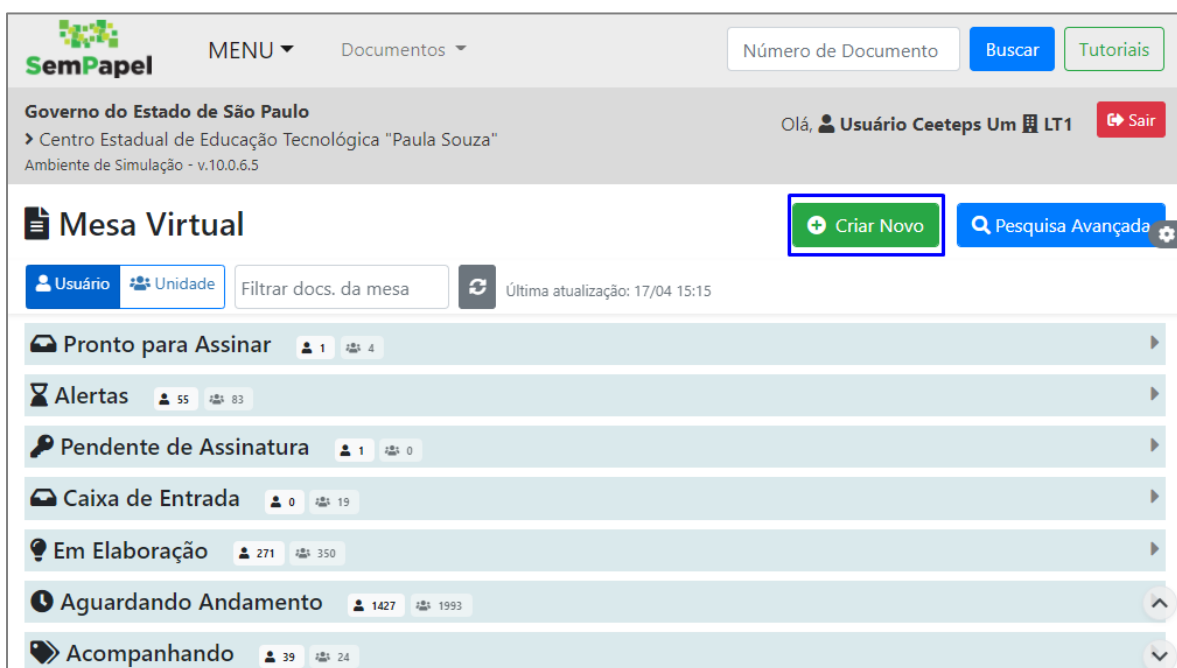 SemPapel
MENU Documentos Número de Documento Buscar Tutoriais
Governo do Estado de São Paulo
Centro Estadual de Educação Tecnológica "Paula Souza"
Ambiente de Simulação - v.10.0.6.5
Olá, Usuário Ceeteps Um LT1 Sair
Mesa Virtual Criar Novo Pesquisa Avançada
Usuário Unidade Filtrar docs. da mesa Última atualização: 17/04 15:15
Pronto para Assinar 1 4
Alertas 55 83
Pendente de Assinatura 1 0
Caixa de Entrada 0 19
Em Elaboração 271 350
Aguardando Andamento 1427 1993
Acompanhando 39 24